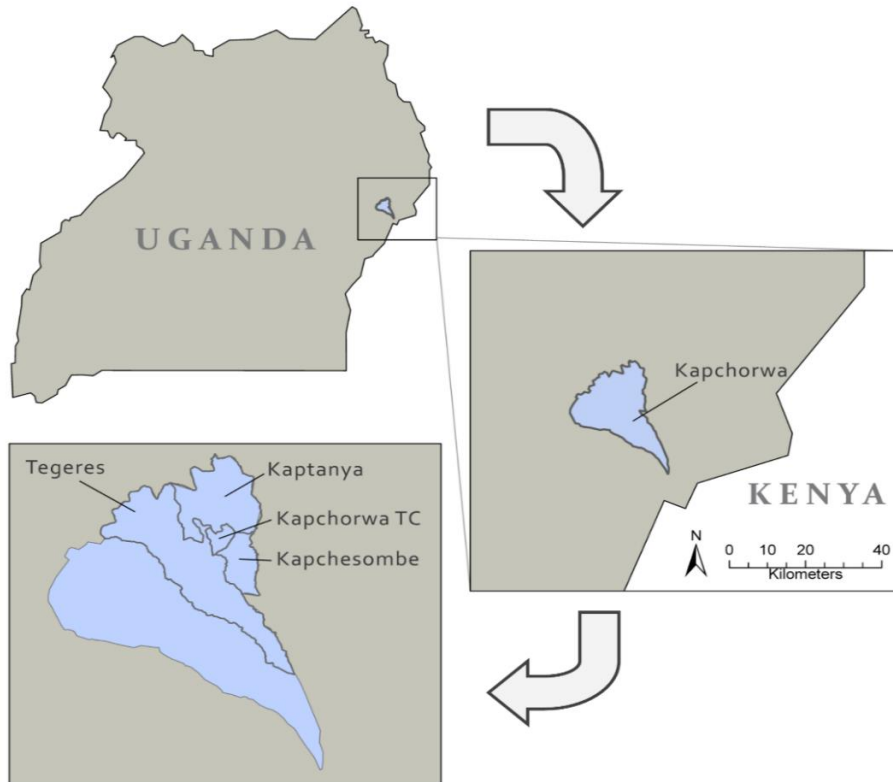 UGANDA
Kapchorwa
KENYA
N
0 10 20 40
Kilometers
Tegeres
Kaptanya
Kapchorwa TC
Kapchesombe